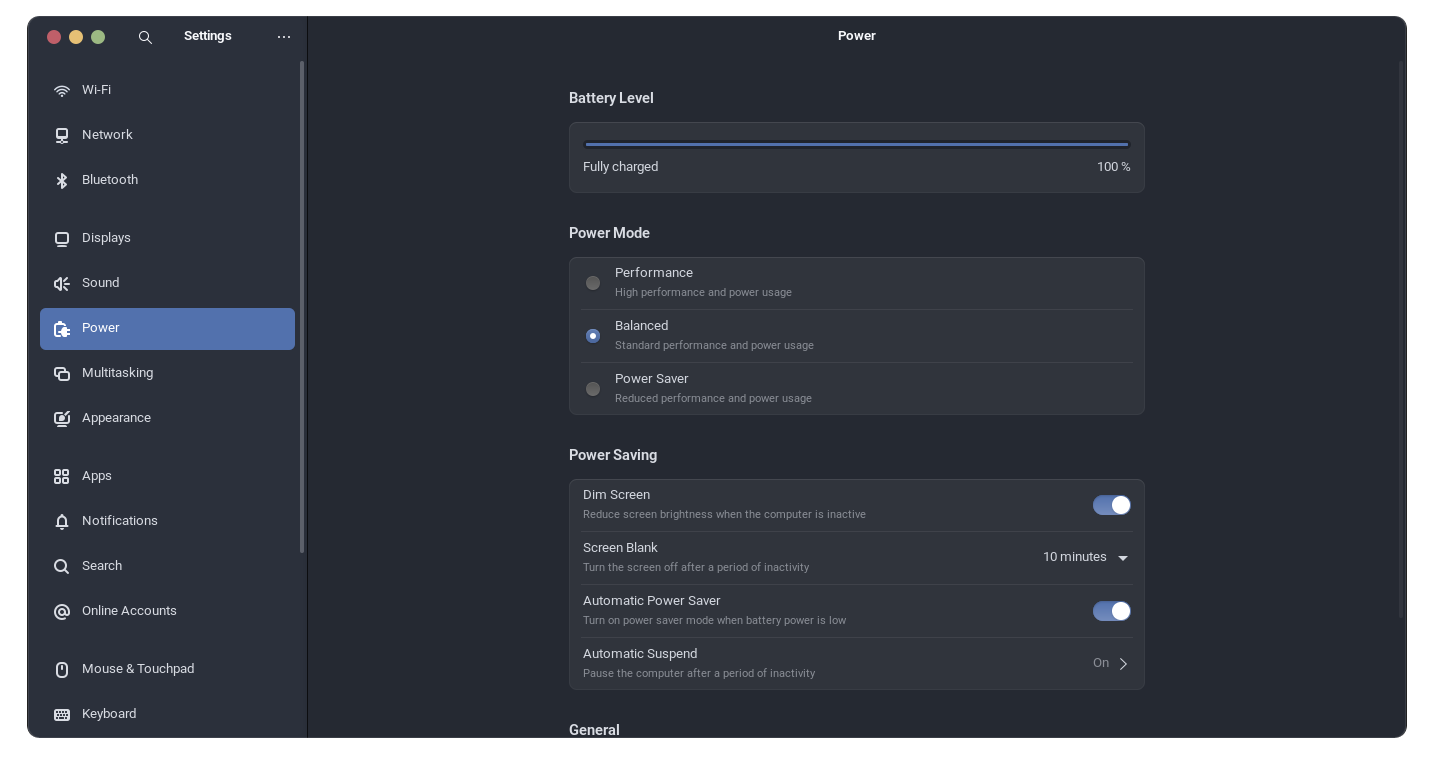 Settings
Power
Wi-Fi
Network
Bluetooth
Displays
Sound
Power
Multitasking
Appearance
Apps
Notifications
Search
Online Accounts
Mouse & Touchpad
Keyboard
Battery Level
Fully charged 100 %
Power Mode
Performance
High performance and power usage
Balanced
Standard performance and power usage
Power Saver
Reduced performance and power usage
Power Saving
Dim Screen
Reduce screen brightness when the computer is inactive
Screen Blank
Turn the screen off after a period of inactivity
10 minutes
Automatic Power Saver
Turn on power saver mode when battery power is low
Automatic Suspend
Pause the computer after a period of inactivity
On
General